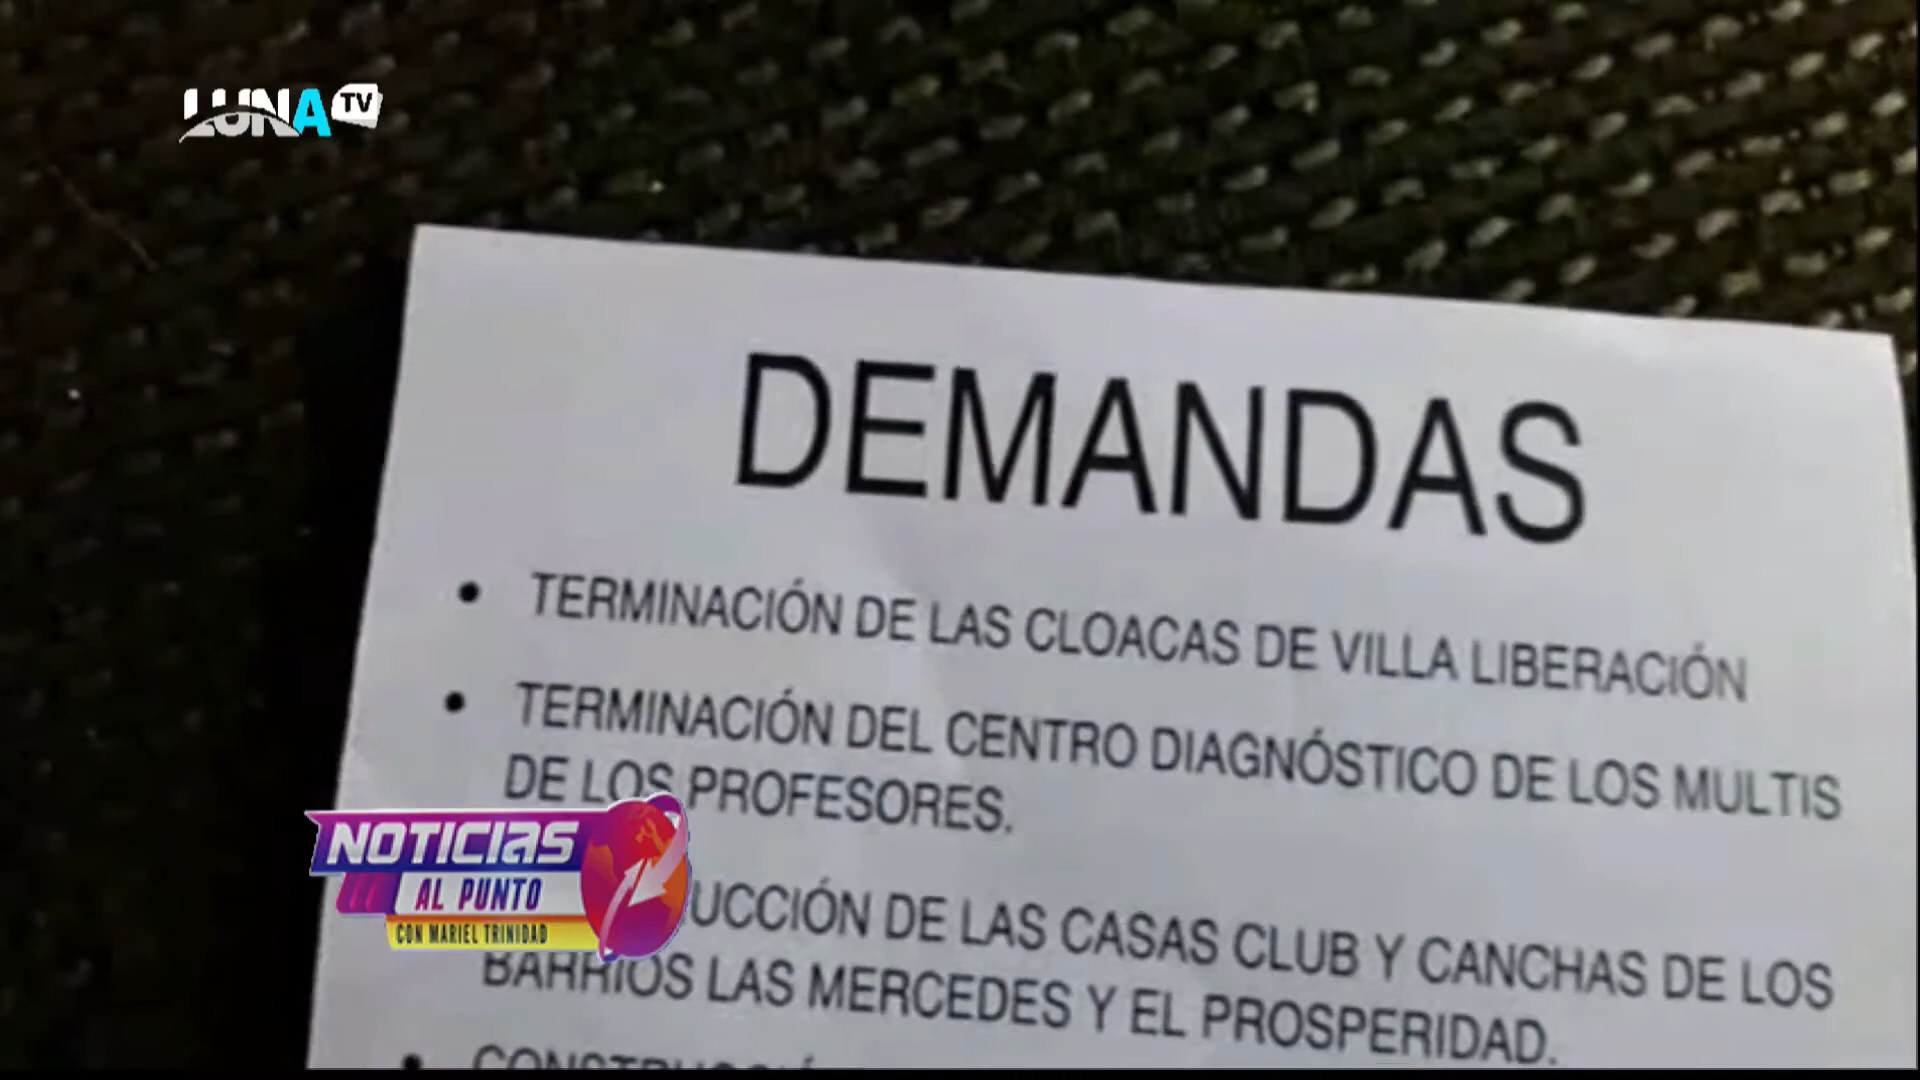 LUNA TV
DEMANDAS
• TERMINACIÓN DE LAS CLOACAS DE VILLA LIBERACIÓN
• TERMINACIÓN DEL CENTRO DIAGNÓSTICO DE LOS MULTIS
DE LOS PROFESORES.
UCCIÓN DE LAS CASAS CLUB Y CANCHAS DE LOS
BARRIOS LAS MERCEDES Y EL PROSPERIDAD.
NOTICIAS
AL PUNTO
CON MARIEL TRINIDAD